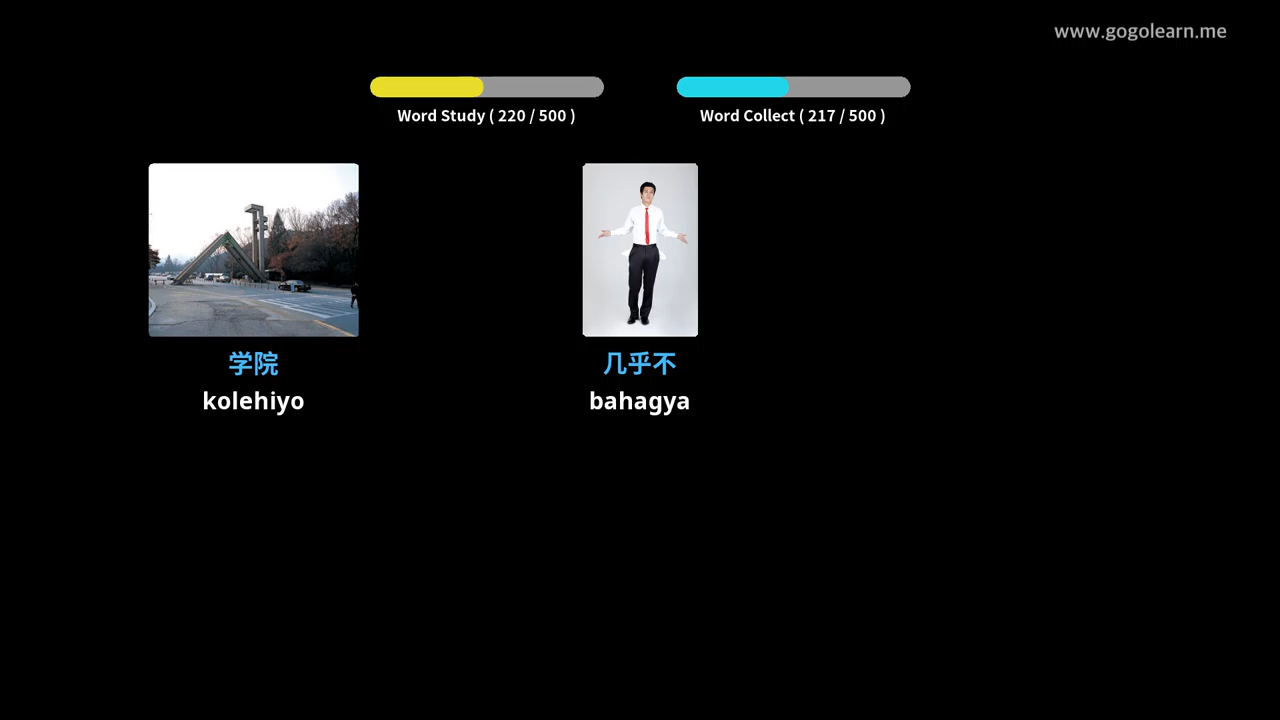 www.gogolearn.me
Word Study ( 220 / 500 )
Word Collect ( 217 / 500 )
学院
kolehiyo
几乎不
bahagya